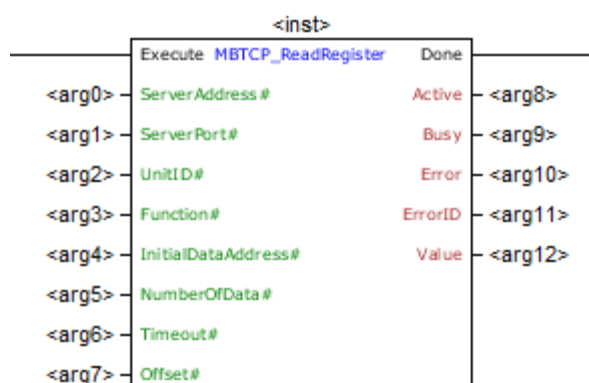 <inst>
Execute MBTCP_ReadRegister Done
<arg0> ServerAddress# Active <arg8>
<arg1> ServerPort# Busy <arg9>
<arg2> UnitID# Error <arg10>
<arg3> Function# ErrorID <arg11>
<arg4> InitialDataAddress# Value <arg12>
<arg5> NumberOfData#
<arg6> Timeout#
<arg7> Offset#